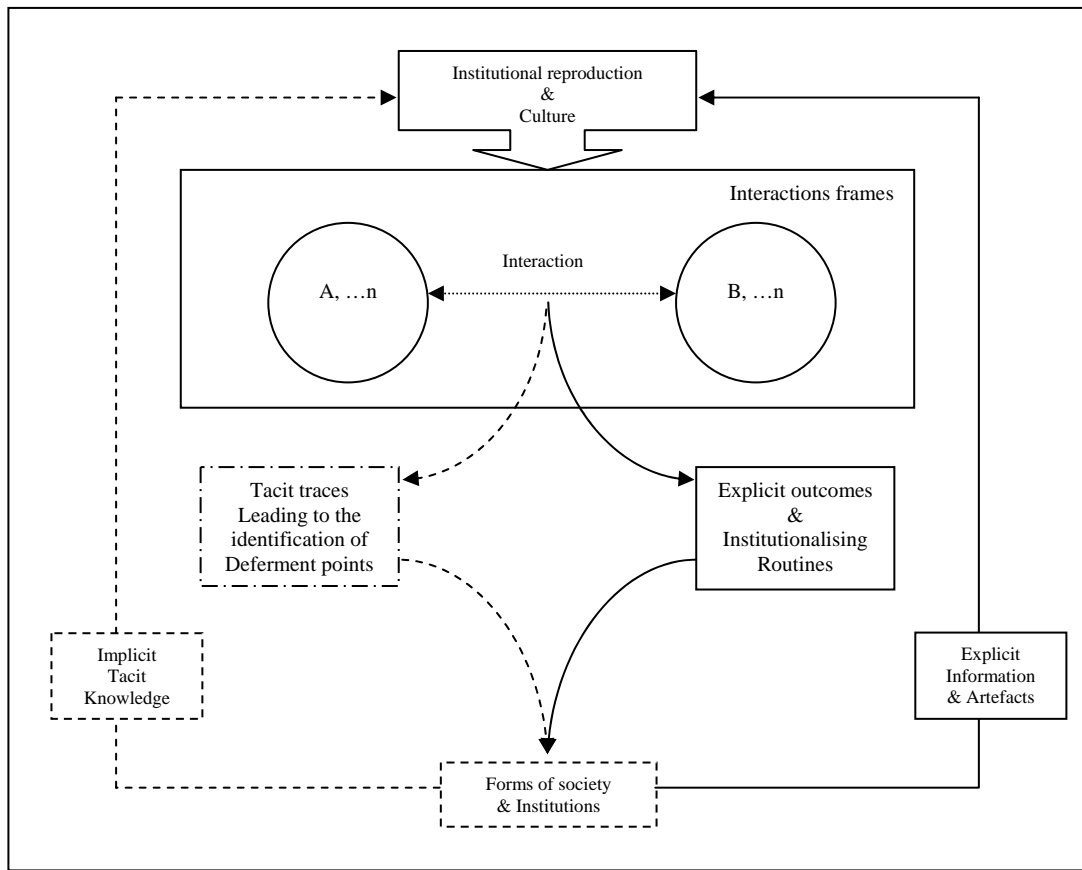 Institutional reproduction
&
Culture
Interactions frames
Interaction
A, …n
B, …n
Tacit traces
Leading to the
identification of
Deferment points
Explicit outcomes
&
Institutionalising
Routines
Implicit
Tacit
Knowledge
Explicit
Information
& Artefacts
Forms of society
& Institutions